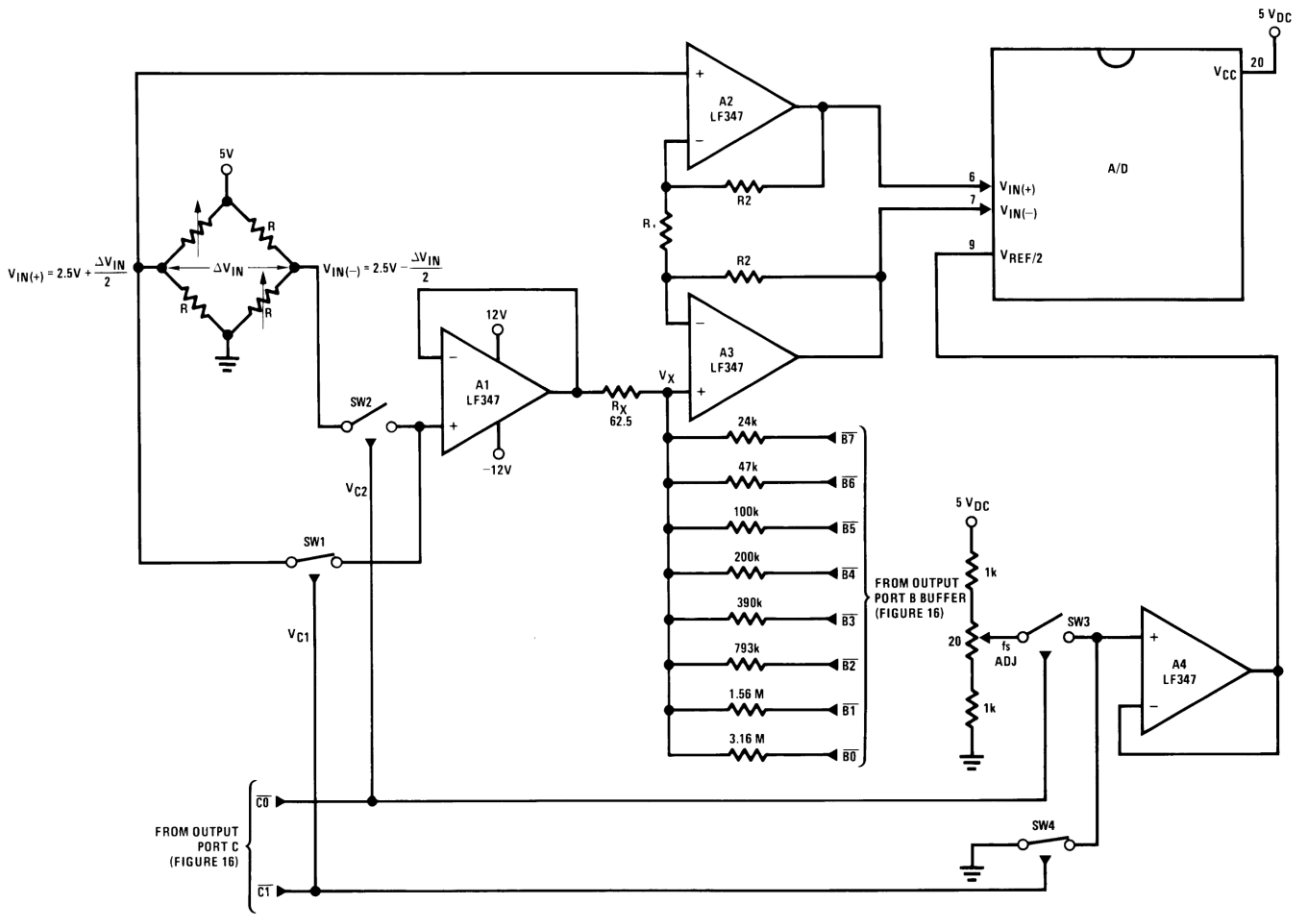 5 VDC
20
VCC
+
A2
LF347
−
5V
A/D
6
VIN(+)
7
VIN(−)
9
VREF/2
R2
R
R.
R2
VIN(+) = 2.5V + ΔVIN/2
ΔVIN
VIN(−) = 2.5V − ΔVIN/2
R
R
12V
−
A1
LF347
+
−12V
−
A3
LF347
+
VX
RX
62.5
SW2
VC2
24k
B7̅
47k
B6̅
100k
B5̅
200k
B4̅
390k
B3̅
793k
B2̅
1.56 M
B1̅
3.16 M
B0̅
FROM OUTPUT
PORT B BUFFER
(FIGURE 16)
SW1
VC1
5 VDC
1k
20
fs
ADJ
1k
SW3
+
A4
LF347
−
SW4
FROM OUTPUT
PORT C
(FIGURE 16)
C0̅
C1̅